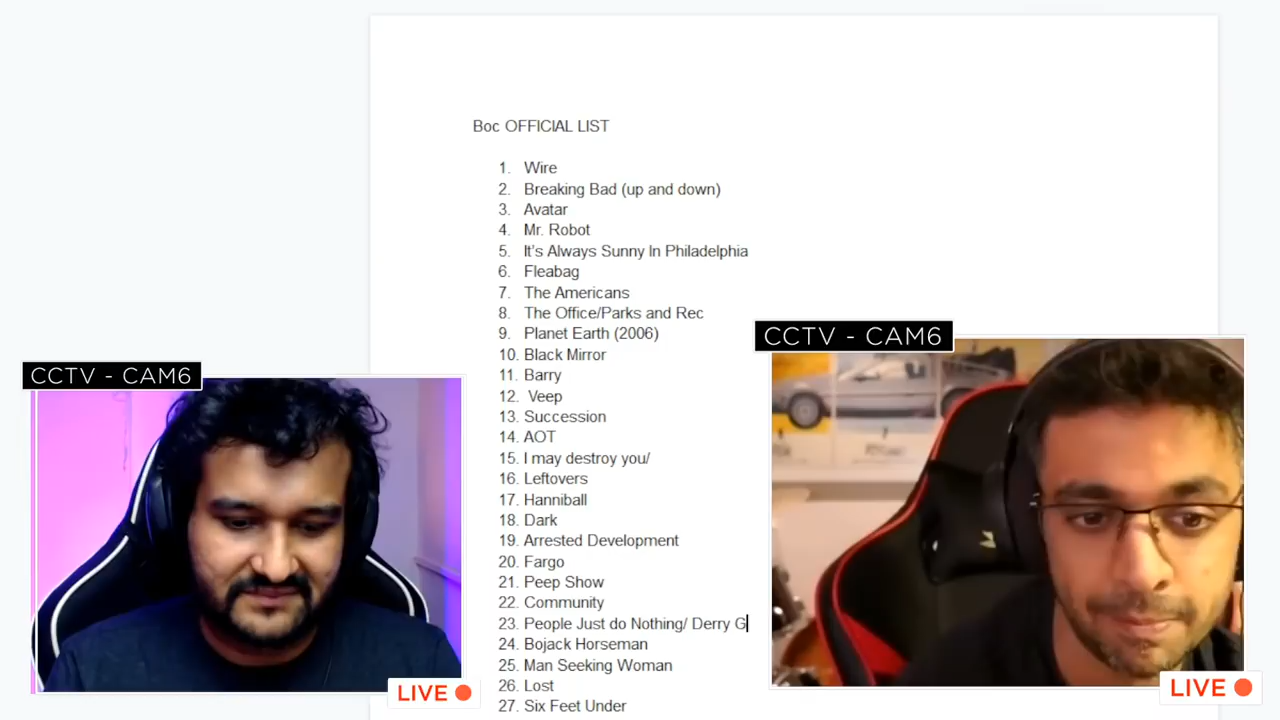 Boc OFFICIAL LIST
1. Wire
2. Breaking Bad (up and down)
3. Avatar
4. Mr. Robot
5. It's Always Sunny In Philadelphia
6. Fleabag
7. The Americans
8. The Office/Parks and Rec
9. Planet Earth (2006)
10. Black Mirror
11. Barry
12. Veep
13. Succession
14. AOT
15. I may destroy you/
16. Leftovers
17. Hanniball
18. Dark
19. Arrested Development
20. Fargo
21. Peep Show
22. Community
23. People Just do Nothing/ Derry G
24. Bojack Horseman
25. Man Seeking Woman
26. Lost
27. Six Feet Under
CCTV - CAM6
LIVE
CCTV - CAM6
LIVE